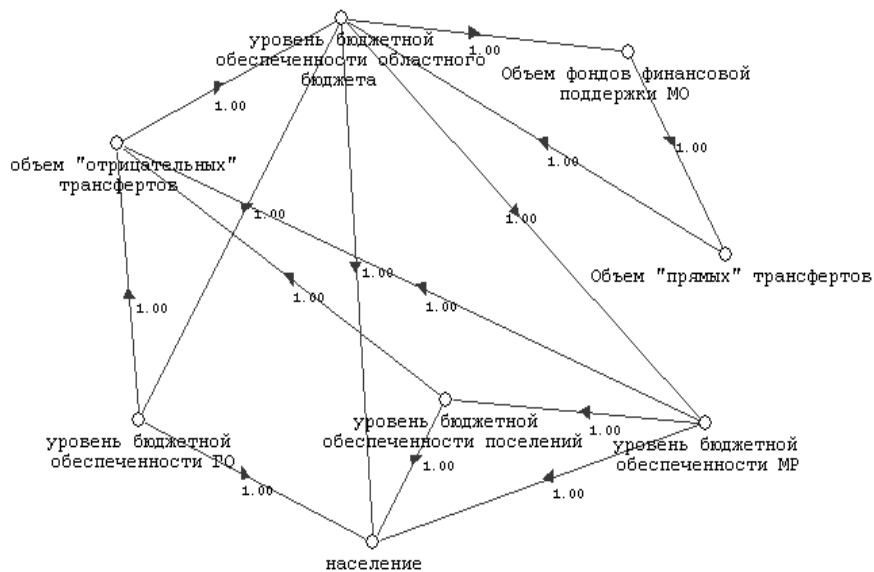 уровень бюджетной
обеспеченности областного
бюджета
1.00
Объем фондов финансовой
поддержки МО
1.00
1.00
1.00
объем "отрицательных"
трансфертов
1.00
1.00
1.00
Объем "прямых" трансфертов
1.00
1.00
1.00
1.00
уровень бюджетной
обеспеченности ГО
уровень бюджетной
обеспеченности поселений
1.00
уровень бюджетной
обеспеченности МР
1.00
1.00
1.00
население